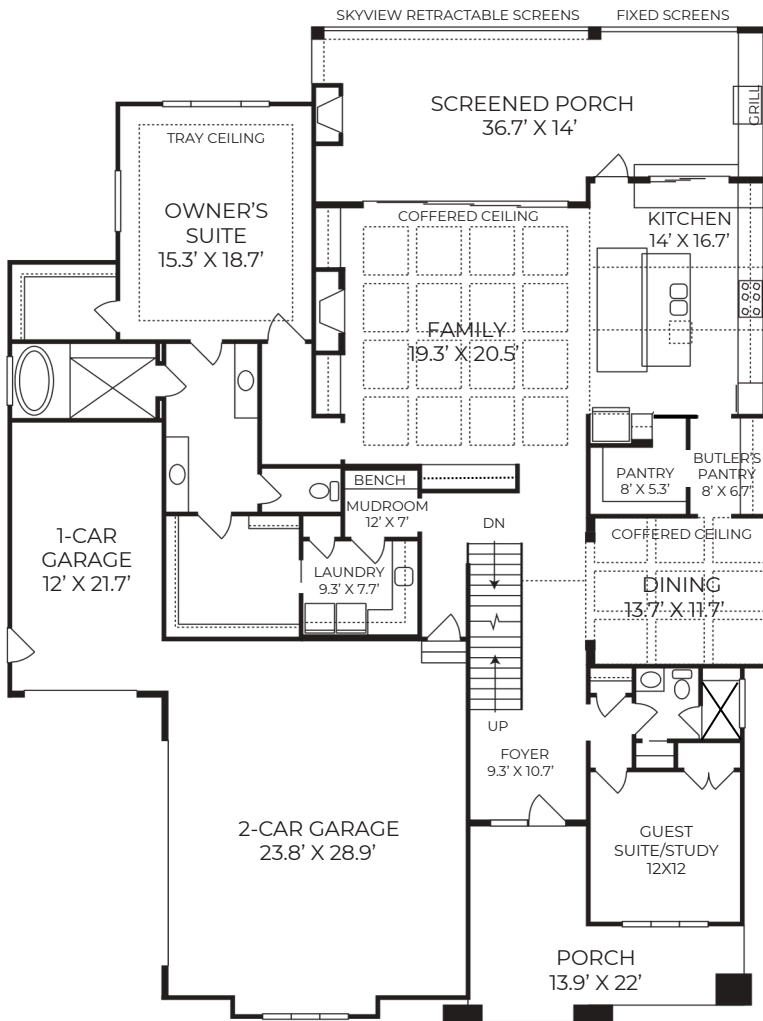 SKYVIEW RETRACTABLE SCREENS
FIXED SCREENS
SCREENED PORCH
36.7’ X 14’
GRILL
TRAY CEILING
OWNER’S
SUITE
15.3’ X 18.7’
COFFERED CEILING
KITCHEN
14’ X 16.7’
FAMILY
19.3’ X 20.5’
BENCH
MUDROOM
12’ X 7’
PANTRY
8’ X 5.3’
BUTLER’S
PANTRY
8’ X 6.7’
1-CAR
GARAGE
12’ X 21.7’
LAUNDRY
9.3’ X 7.7’
DN
COFFERED CEILING
DINING
13.7’ X 11.7’
UP
FOYER
9.3’ X 10.7’
2-CAR GARAGE
23.8’ X 28.9’
GUEST
SUITE/STUDY
12X12
PORCH
13.9’ X 22’